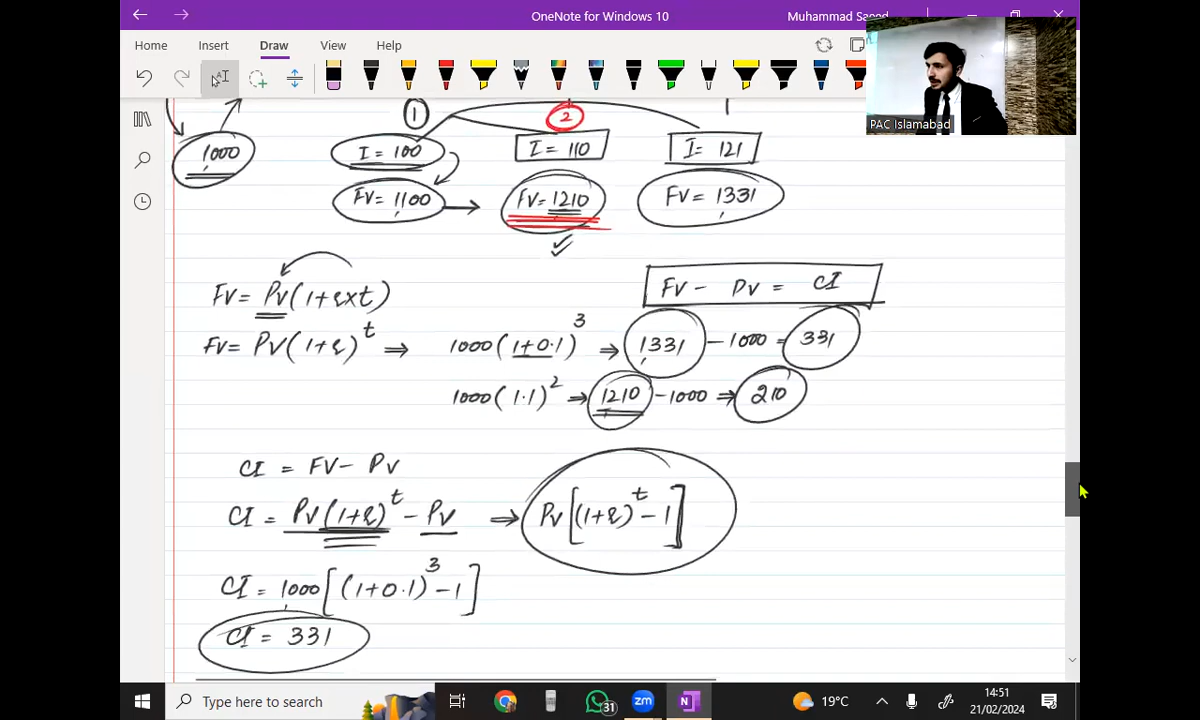 OneNote for Windows 10
Muhammad Saeed
Home Insert Draw View Help
PAC Islamabad
1 2
1000 I = 100 I = 110 I = 121
FV = 1100 FV = 1210 FV = 1331
FV = PV(1+r×t)
FV - PV = CI
FV = PV(1+r)^t ⇒ 1000(1+0.1)^3 ⇒ 1331 - 1000 = 331
1000(1.1)^2 ⇒ 1210 - 1000 ⇒ 210
CI = FV - PV
CI = PV(1+r)^t - PV ⇒ PV[(1+r)^t - 1]
CI = 1000[(1+0.1)^3 - 1]
CI = 331
Type here to search
31
zm
N
19°C
14:51
21/02/2024